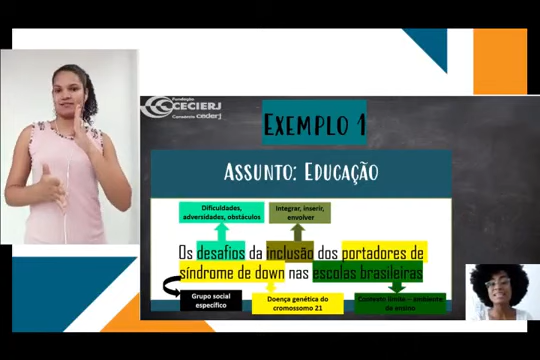 Fundação
CECIERJ
Consórcio cederj
EXEMPLO 1
ASSUNTO: EDUCAÇÃO
Dificuldades,
adversidades, obstáculos
Integrar, inserir,
envolver
Os desafios da inclusão dos portadores de
síndrome de down nas escolas brasileiras
Grupo social
específico
Doença genética do
cromossomo 21
Contexto limite – ambiente
de ensino